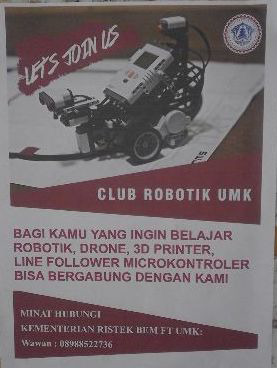 LET'S JOIN US
CLUB ROBOTIK UMK
BAGI KAMU YANG INGIN BELAJAR
ROBOTIK, DRONE, 3D PRINTER,
LINE FOLLOWER MICROKONTROLER
BISA BERGABUNG DENGAN KAMI
MINAT HUBUNGI
KEMENTERIAN RISTEK BEM FT UMK:
Wawan : 08988522736